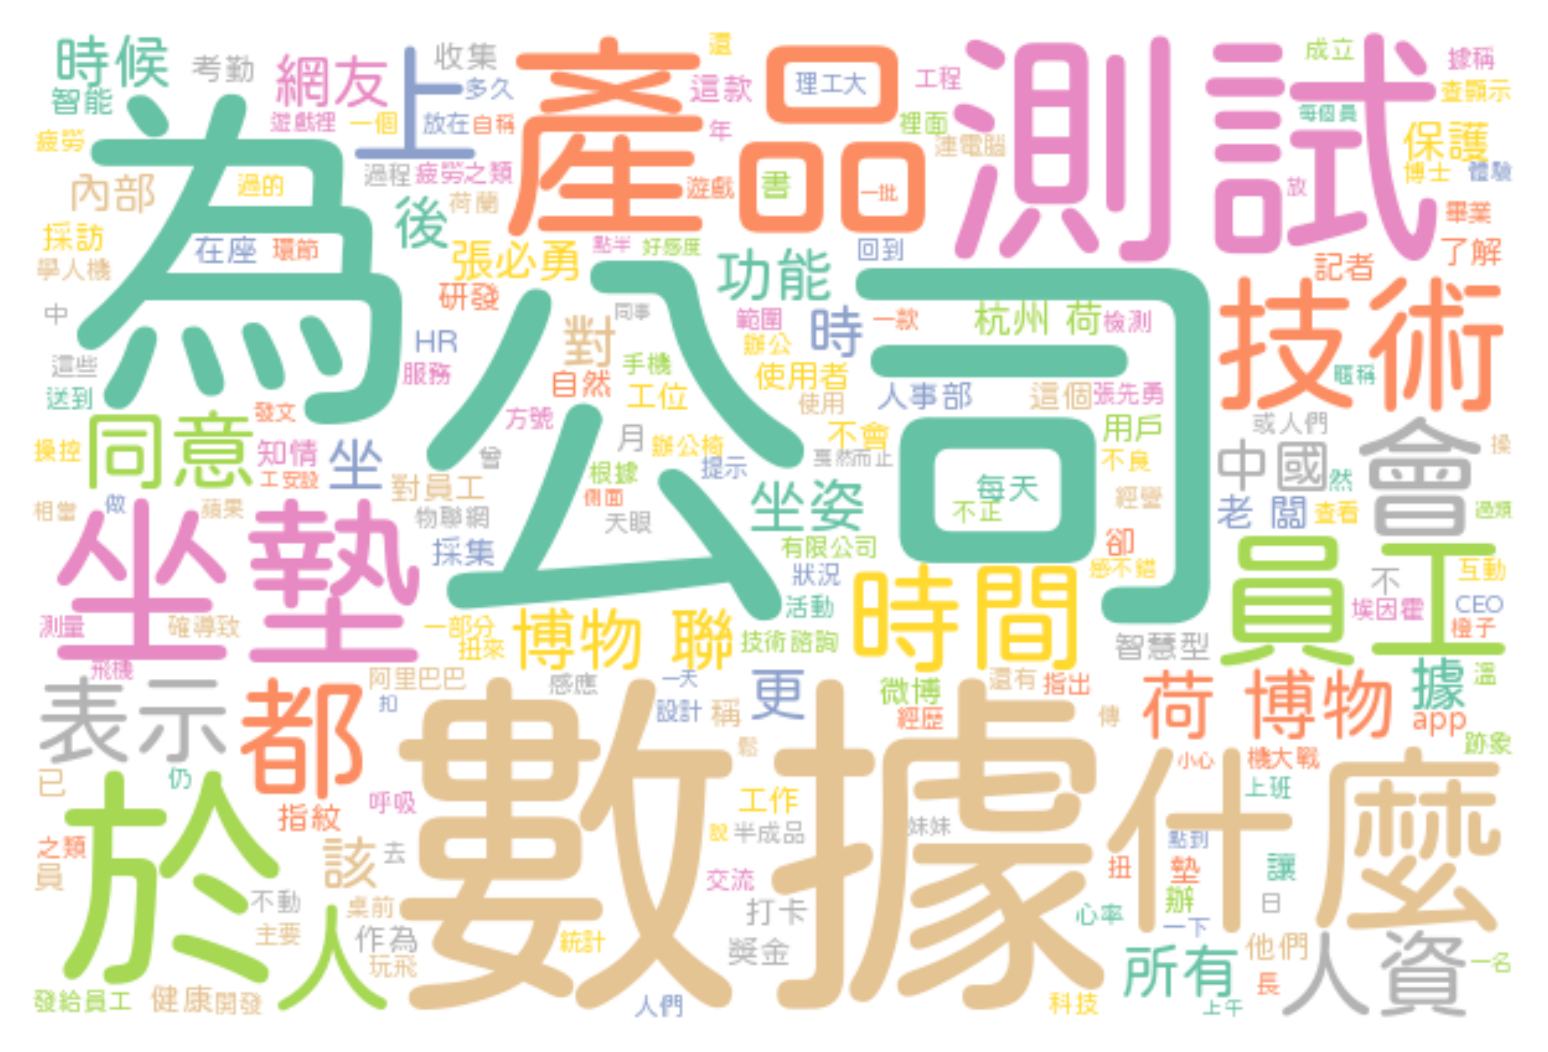 時候
考勤
網友
上
收集
多久
產品
還
這款
理工大
工程
測試
成立
據稱
智能
遊戲裡
一個
放在
自稱
年
裡面
連電腦
每個員
查顯示
保護
疲勞
為
過程
疲勞之類
遊戲
書
一批
放
博士
體驗
內部
過的
後
荷蘭
畢業
採訪
在座
環節
張必勇
點半
好感度
回到
了解
學人機
研發
功能
記者
中
HR
同事
範圍
時
一款
杭州 荷
檢測
技術
這些
服務
對
手機
辦公
公司
送到
自然
工位
使用者
使用
人事部
這個
張先勇
暱稱
發文
方號
月
辦公椅
不會
用戶
或人們
會
操控
同意
知情
坐
曾
根據
提示
戛然而止
不良
中國
然
操
工安設
對員工
側面
坐姿
每天
不正
經營
老闆
查看
過類
相當
做
蘋果
物聯網
天眼
坐墊
採集
有限公司
卻
員工
不
互動
狀況
感不錯
時間
活動
埃因霍
CEO
橙子
測量
確導致
一部分
扭來
博物 聯
技術諮詢
智慧型
飛機
表示
都
阿里巴巴
感應
一天
更
微博
還有
指出
荷 博物
據
溫
扣
設計
稱
經歷
傳
app
跡象
鬆
數據
什麼
小心
機大戰
已
仍
於
指紋
呼吸
工作
上班
說
半成品
妹妹
點到
之類
員
該
去
交流
扭
墊
讓
不動
桌前
打卡
心率
辦
日
主要
人
作為
統計
獎金
一下
玩飛
所有
他們
人資
一名
發給員工
健康
開發
人們
科技
上午
長